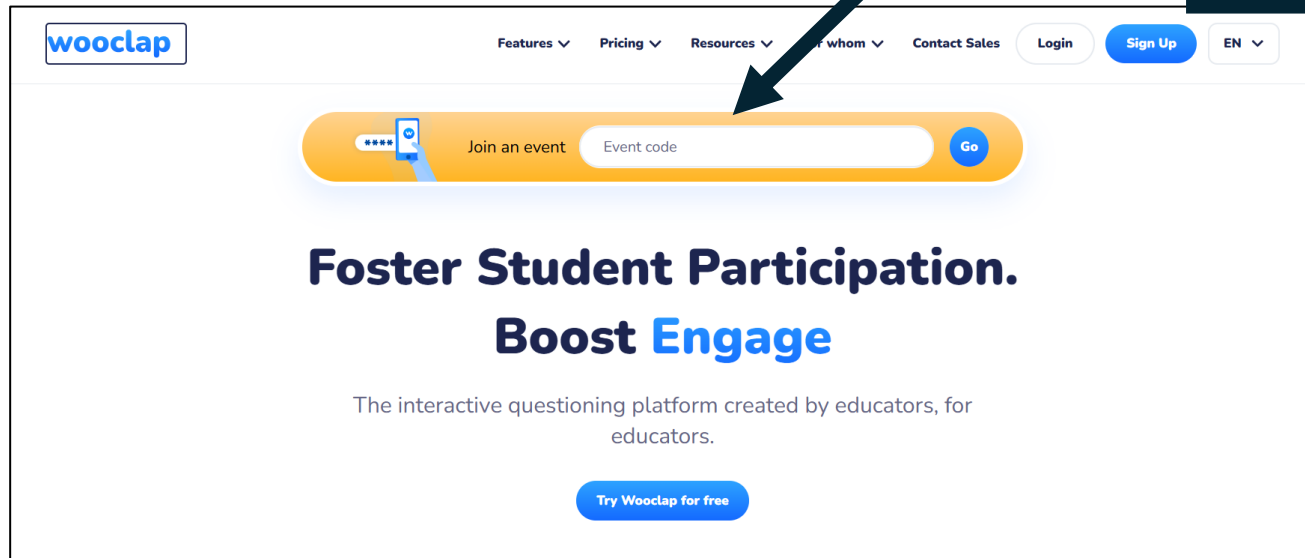 wooclap
Features Pricing Resources whom Contact Sales Login Sign Up EN
**** w
Join an event Event code Go
Foster Student Participation.
Boost Engage
The interactive questioning platform created by educators, for
educators.
Try Wooclap for free